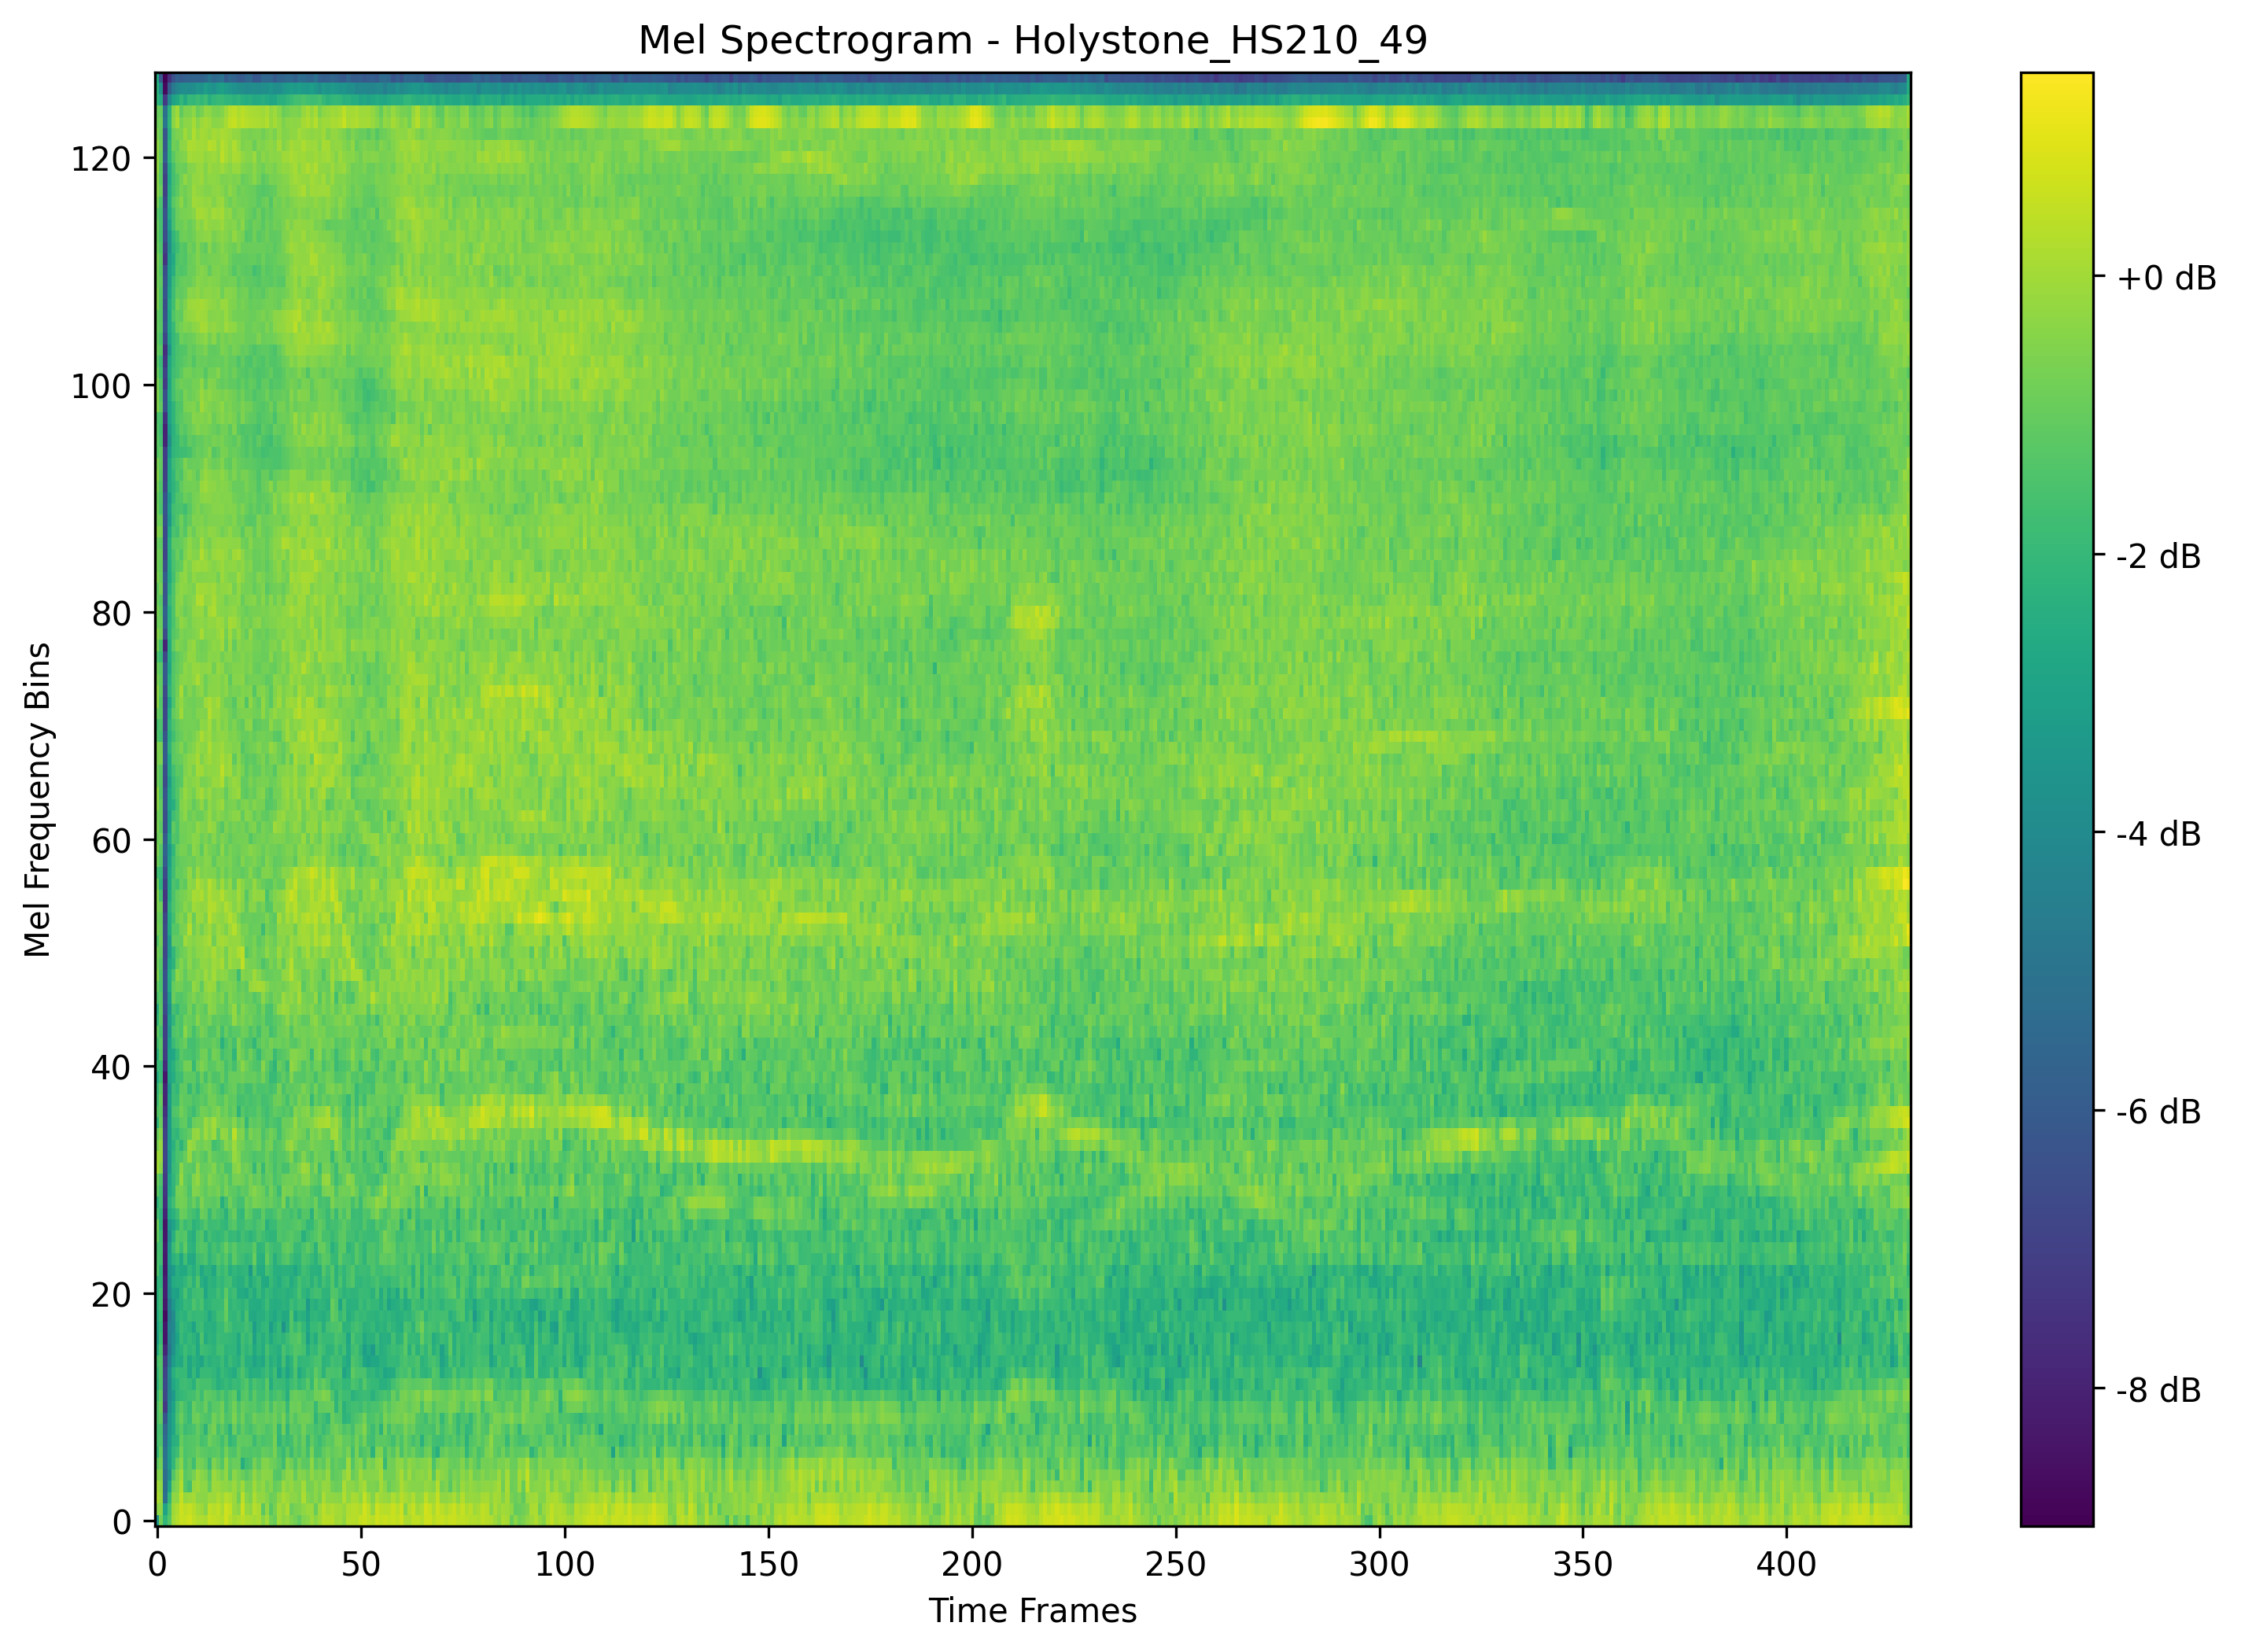 Mel Spectrogram - Holystone_HS210_49
Mel Frequency Bins
120
100
80
60
40
20
0
0 50 100 150 200 250 300 350 400
Time Frames
+0 dB
-2 dB
-4 dB
-6 dB
-8 dB